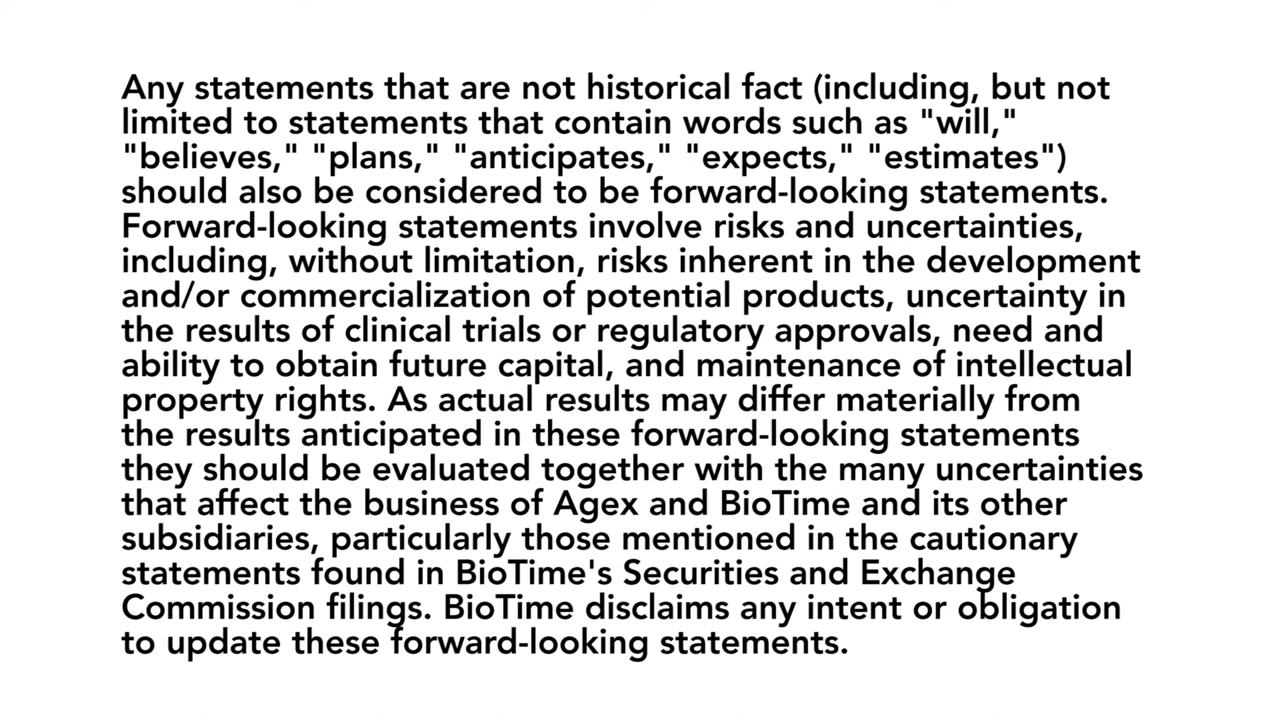 Any statements that are not historical fact (including, but not
limited to statements that contain words such as "will,"
"believes," "plans," "anticipates," "expects," "estimates")
should also be considered to be forward-looking statements.
Forward-looking statements involve risks and uncertainties,
including, without limitation, risks inherent in the development
and/or commercialization of potential products, uncertainty in
the results of clinical trials or regulatory approvals, need and
ability to obtain future capital, and maintenance of intellectual
property rights. As actual results may differ materially from
the results anticipated in these forward-looking statements
they should be evaluated together with the many uncertainties
that affect the business of Agex and BioTime and its other
subsidiaries, particularly those mentioned in the cautionary
statements found in BioTime's Securities and Exchange
Commission filings. BioTime disclaims any intent or obligation
to update these forward-looking statements.